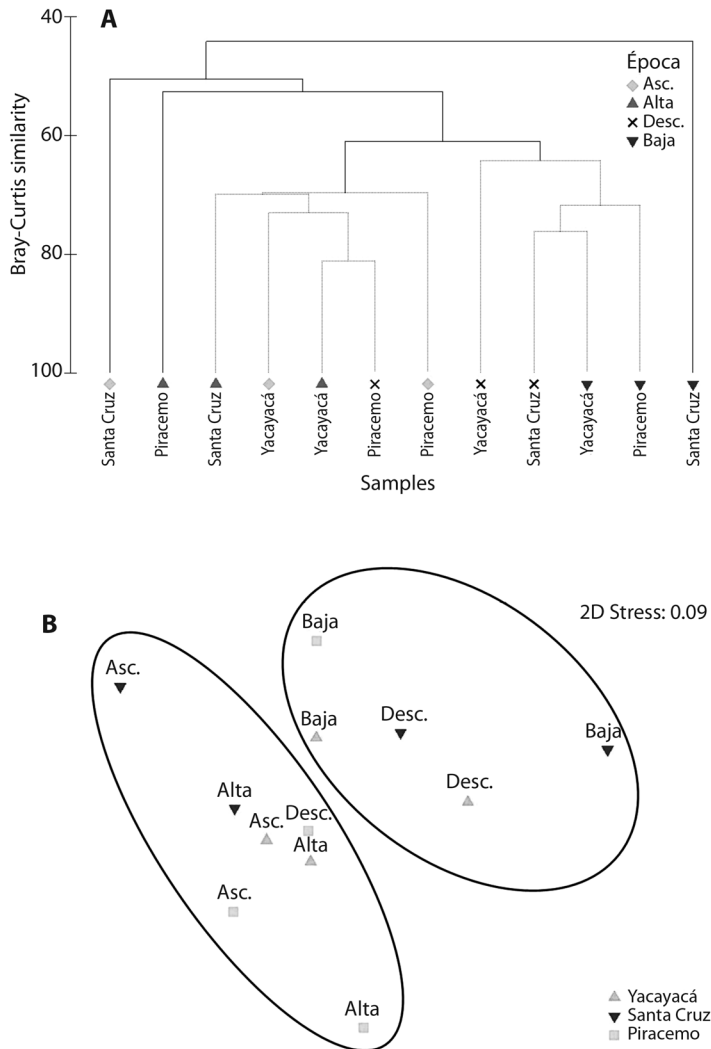 A
40
60
80
100
Bray-Curtis similarity
Época
Asc.
Alta
Desc.
Baja
Santa Cruz
Piracemo
Santa Cruz
Yacayacá
Yacayacá
Piracemo
Piracemo
Yacayacá
Santa Cruz
Yacayacá
Piracemo
Santa Cruz
Samples
B
2D Stress: 0.09
Baja
Asc.
Baja
Desc.
Baja
Desc.
Alta
Asc.
Desc.
Alta
Asc.
Alta
Yacayacá
Santa Cruz
Piracemo